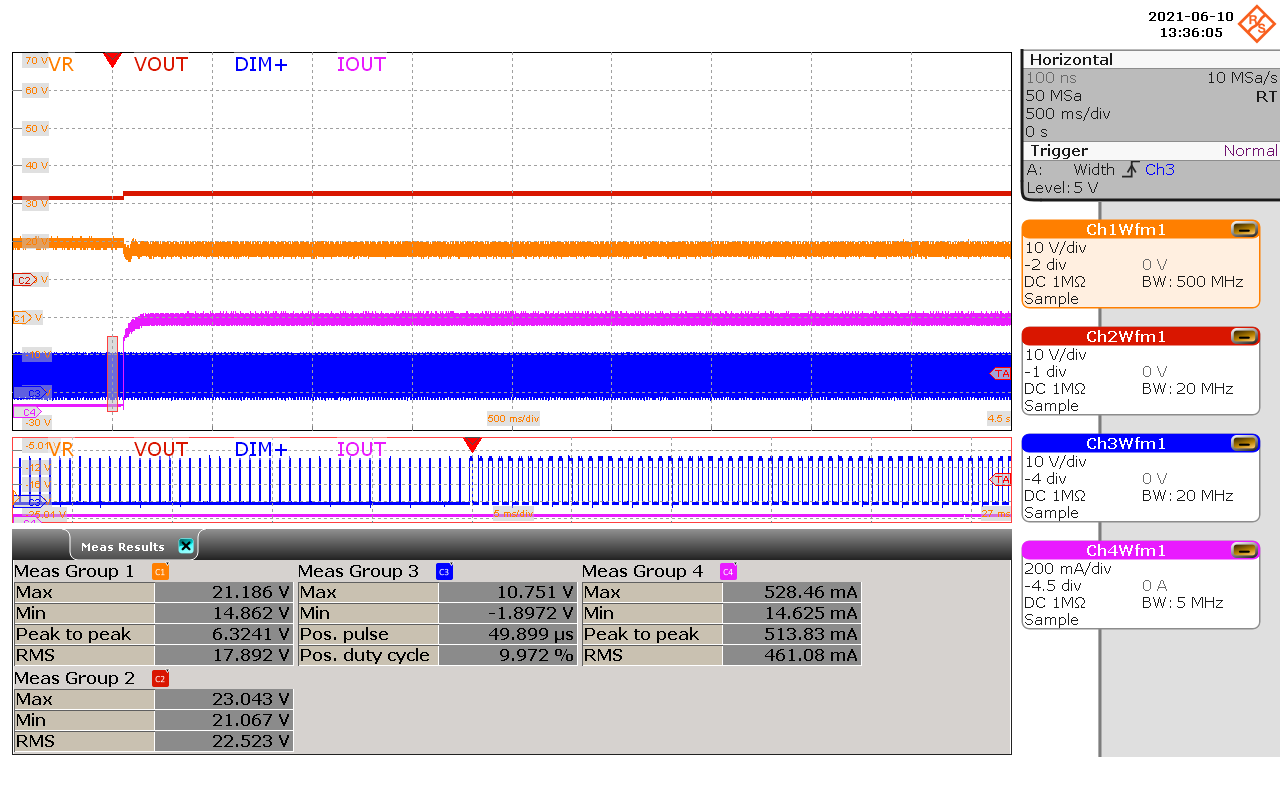 2021-06-10
13:36:05
R&S
VR VOUT DIM+ IOUT
70 V
60 V
50 V
40 V
30 V
20 V
C2 V
C1 V
C3
C4
-30 V
500 ms/div 4.5 s
TA
VR VOUT DIM+ IOUT
TA
5 ms/div
Horizontal
100 ns 10 MSa/s
50 MSa RT
500 ms/div
0 s
Trigger Normal
A: Width Ch3
Level: 5 V
Ch1Wfm1
10 V/div
-2 div 0 V
DC 1MΩ BW: 500 MHz
Sample
Ch2Wfm1
10 V/div
-1 div 0 V
DC 1MΩ BW: 20 MHz
Sample
Ch3Wfm1
10 V/div
-4 div 0 V
DC 1MΩ BW: 20 MHz
Sample
Ch4Wfm1
200 mA/div
-4.5 div 0 A
DC 1MΩ BW: 5 MHz
Sample
Meas Results
Meas Group 1 C1
Max 21.186 V
Min 14.862 V
Peak to peak 6.3241 V
RMS 17.892 V
Meas Group 3 C3
Max 10.751 V
Min -1.8972 V
Pos. pulse 49.899 µs
Pos. duty cycle 9.972 %
Meas Group 4 C4
Max 528.46 mA
Min 14.625 mA
Peak to peak 513.83 mA
RMS 461.08 mA
Meas Group 2 C2
Max 23.043 V
Min 21.067 V
RMS 22.523 V